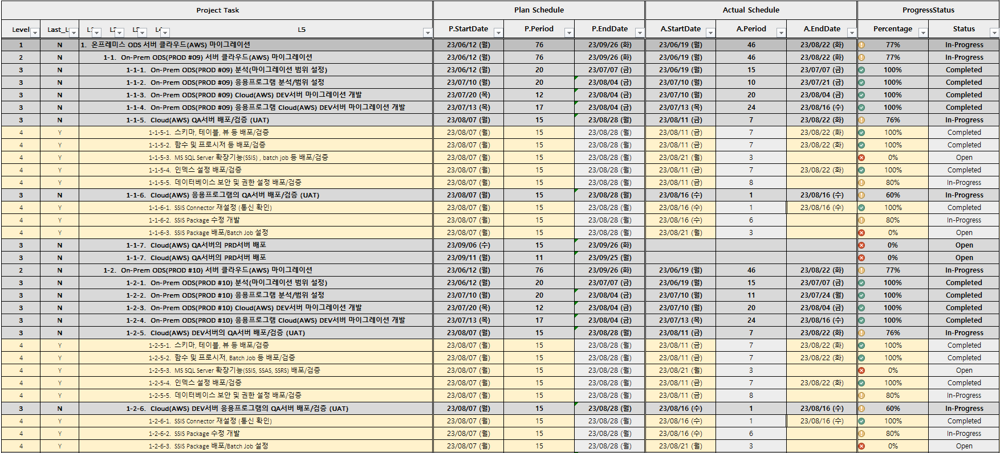 Project Task Plan Schedule Actual Schedule ProgressStatus
Level Last_L L1 L2 L3 L4 L5 P.StartDate P.Period P.EndDate A.StartDate A.Period A.EndDate Percentage Status
1 N 1. 온프레미스 ODS 서버 클라우드(AWS) 마이그레이션 23/06/12 (월) 76 23/09/26 (화) 23/06/19 (월) 46 23/08/22 (화) 77% In-Progress
2 N 1-1. On-Prem ODS(PROD #09) 서버 클라우드(AWS) 마이그레이션 23/06/12 (월) 76 23/09/26 (화) 23/06/19 (월) 46 23/08/22 (화) 77% In-Progress
3 N 1-1-1. On-Prem ODS(PROD #09) 분석(마이그레이션 범위 설정) 23/06/12 (월) 20 23/07/07 (금) 23/06/19 (월) 15 23/07/07 (금) 100% Completed
3 N 1-1-2. On-Prem ODS(PROD #09) 응용프로그램 분석/범위 설정 23/07/10 (월) 20 23/08/04 (금) 23/07/10 (월) 10 23/07/21 (금) 100% Completed
3 N 1-1-3. On-Prem ODS(PROD #09) Cloud(AWS) DEV서버 마이그레이션 개발 23/07/20 (목) 12 23/08/04 (금) 23/07/10 (월) 20 23/08/04 (금) 100% Completed
3 N 1-1-4. On-Prem ODS(PROD #09) 응용프로그램 Cloud(AWS) DEV서버 마이그레이션 개발 23/07/13 (목) 17 23/08/04 (금) 23/07/13 (목) 24 23/08/16 (수) 100% Completed
3 N 1-1-5. Cloud(AWS) QA서버 배포/검증 (UAT) 23/08/07 (월) 15 23/08/28 (월) 23/08/11 (금) 7 23/08/22 (화) 76% In-Progress
4 Y 1-1-5-1. 스키마, 테이블, 뷰 등 배포/검증 23/08/07 (월) 15 23/08/28 (월) 23/08/11 (금) 7 23/08/22 (화) 100% Completed
4 Y 1-1-5-2. 함수 및 프로시저 등 배포/검증 23/08/07 (월) 15 23/08/28 (월) 23/08/11 (금) 7 23/08/22 (화) 100% Completed
4 Y 1-1-5-3. MS SQL Server 확장기능(SSIS) , batch job 등 배포/검증 23/08/07 (월) 15 23/08/28 (월) 23/08/21 (월) 3 0% Open
4 Y 1-1-5-4. 인덱스 설정 배포/검증 23/08/07 (월) 15 23/08/28 (월) 23/08/11 (금) 7 23/08/22 (화) 100% Completed
4 Y 1-1-5-5. 데이터베이스 보안 및 권한 설정 배포/검증 23/08/07 (월) 15 23/08/28 (월) 23/08/11 (금) 8 80% In-Progress
3 N 1-1-6. Cloud(AWS) 응용프로그램의 QA서버 배포/검증 (UAT) 23/08/07 (월) 15 23/08/28 (월) 23/08/16 (수) 1 23/08/16 (수) 60% In-Progress
4 Y 1-1-6-1. SSIS Connector 재설정 (통신 확인) 23/08/07 (월) 15 23/08/28 (월) 23/08/16 (수) 1 23/08/16 (수) 100% Completed
4 Y 1-1-6-2. SSIS Package 수정 개발 23/08/07 (월) 15 23/08/28 (월) 23/08/16 (수) 6 80% In-Progress
4 Y 1-1-6-3. SSIS Package 배포/Batch Job 설정 23/08/07 (월) 15 23/08/28 (월) 23/08/21 (월) 3 0% Open
3 N 1-1-7. Cloud(AWS) QA서버의 PRD서버 배포 23/09/06 (수) 15 23/09/26 (화) 0% Open
3 N 1-1-7. Cloud(AWS) QA서버의 PRD서버 배포 23/09/11 (월) 11 23/09/25 (월) 0% Open
2 N 1-2. On-Prem ODS(PROD #10) 서버 클라우드(AWS) 마이그레이션 23/06/12 (월) 76 23/09/26 (화) 23/06/19 (월) 46 23/08/22 (화) 77% In-Progress
3 N 1-2-1. On-Prem ODS(PROD #10) 분석(마이그레이션 범위 설정) 23/06/12 (월) 20 23/07/07 (금) 23/06/19 (월) 15 23/07/07 (금) 100% Completed
3 N 1-2-2. On-Prem ODS(PROD #10) 응용프로그램 분석/범위 설정 23/07/10 (월) 20 23/08/04 (금) 23/07/10 (월) 11 23/07/24 (월) 100% Completed
3 N 1-2-3. On-Prem ODS(PROD #10) Cloud(AWS) DEV서버 마이그레이션 개발 23/07/20 (목) 12 23/08/04 (금) 23/07/10 (월) 20 23/08/04 (금) 100% Completed
3 N 1-2-4. On-Prem ODS(PROD #10) 응용프로그램 Cloud(AWS) DEV서버 마이그레이션 개발 23/07/13 (목) 17 23/08/04 (금) 23/07/13 (목) 24 23/08/16 (수) 100% Completed
3 N 1-2-5. Cloud(AWS) DEV서버의 QA서버 배포/검증 (UAT) 23/08/07 (월) 15 23/08/28 (월) 23/08/11 (금) 7 23/08/22 (화) 76% In-Progress
4 Y 1-2-5-1. 스키마, 테이블, 뷰 등 배포/검증 23/08/07 (월) 15 23/08/28 (월) 23/08/11 (금) 7 23/08/22 (화) 100% Completed
4 Y 1-2-5-2. 함수 및 프로시저, Batch Job 등 배포/검증 23/08/07 (월) 15 23/08/28 (월) 23/08/11 (금) 7 23/08/22 (화) 100% Completed
4 Y 1-2-5-3. MS SQL Server 확장기능(SSIS, SSAS, SSRS) 배포/검증 23/08/07 (월) 15 23/08/28 (월) 23/08/21 (월) 3 0% Open
4 Y 1-2-5-4. 인덱스 설정 배포/검증 23/08/07 (월) 15 23/08/28 (월) 23/08/11 (금) 7 23/08/22 (화) 100% Completed
4 Y 1-2-5-5. 데이터베이스 보안 및 권한 설정 배포/검증 23/08/07 (월) 15 23/08/28 (월) 23/08/11 (금) 8 80% In-Progress
3 N 1-2-6. Cloud(AWS) DEV서버 응용프로그램의 QA서버 배포/검증 (UAT) 23/08/07 (월) 15 23/08/28 (월) 23/08/16 (수) 1 23/08/16 (수) 60% In-Progress
4 Y 1-2-6-1. SSIS Connector 재설정 (통신 확인) 23/08/07 (월) 15 23/08/28 (월) 23/08/16 (수) 1 23/08/16 (수) 100% Completed
4 Y 1-2-6-2. SSIS Package 수정 개발 23/08/07 (월) 15 23/08/28 (월) 23/08/16 (수) 6 80% In-Progress
4 Y 1-2-6-3. SSIS Package 배포/Batch Job 설정 23/08/07 (월) 15 23/08/28 (월) 23/08/21 (월) 3 0% Open